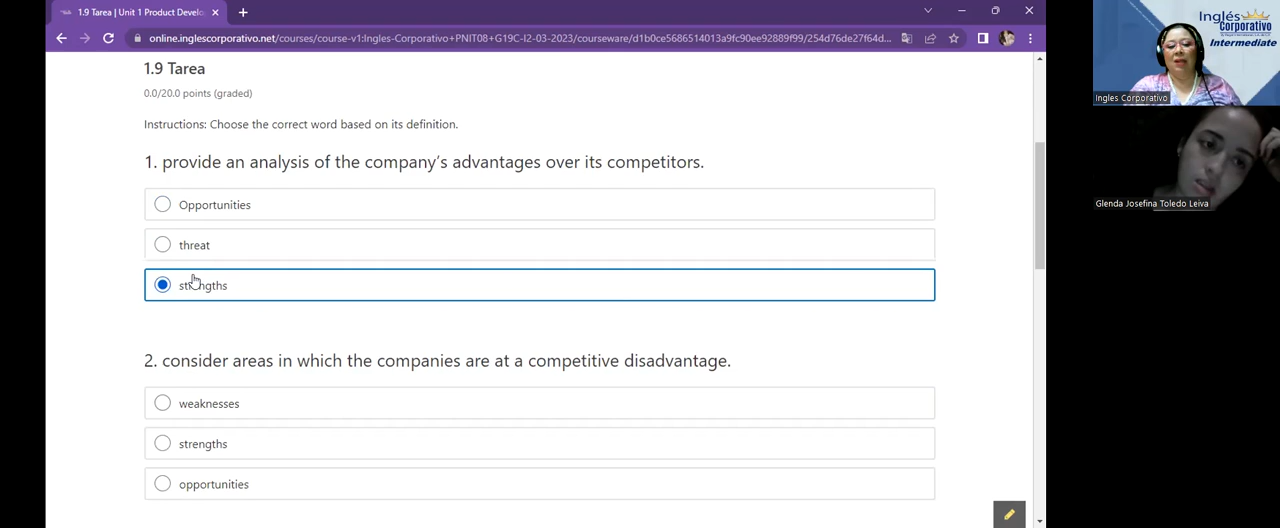 1.9 Tarea | Unit 1 Product Develo
online.inglescorporativo.net/courses/course-v1:Ingles-Corporativo+PNIT08+G19C-I2-03-2023/courseware/d1b0ce5686514013a9fc90ee92889f99/254d76de27f64d...
1.9 Tarea
0.0/20.0 points (graded)
Instructions: Choose the correct word based on its definition.
1. provide an analysis of the company's advantages over its competitors.
Opportunities
threat
strengths
2. consider areas in which the companies are at a competitive disadvantage.
weaknesses
strengths
opportunities
Inglés
Corporativo
Intermediate
Ingles Corporativo
Glenda Josefina Toledo Leiva